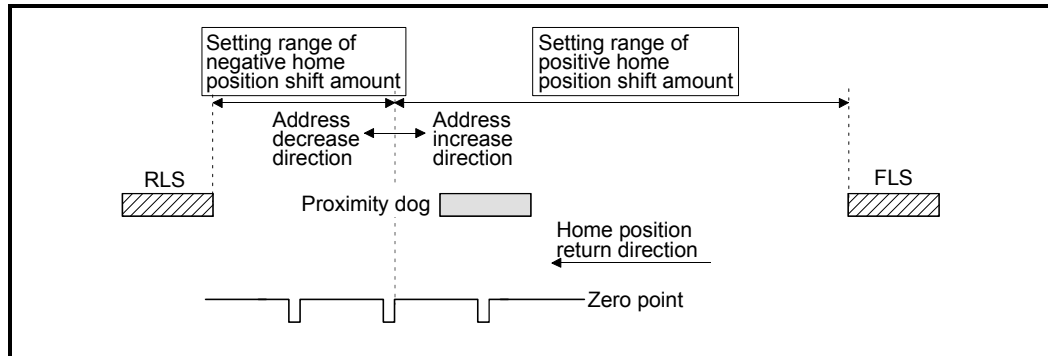 Setting range of
negative home
position shift amount
Setting range of
positive home
position shift amount
Address
decrease
direction
Address
increase
direction
RLS
FLS
Proximity dog
Home position
return direction
Zero point